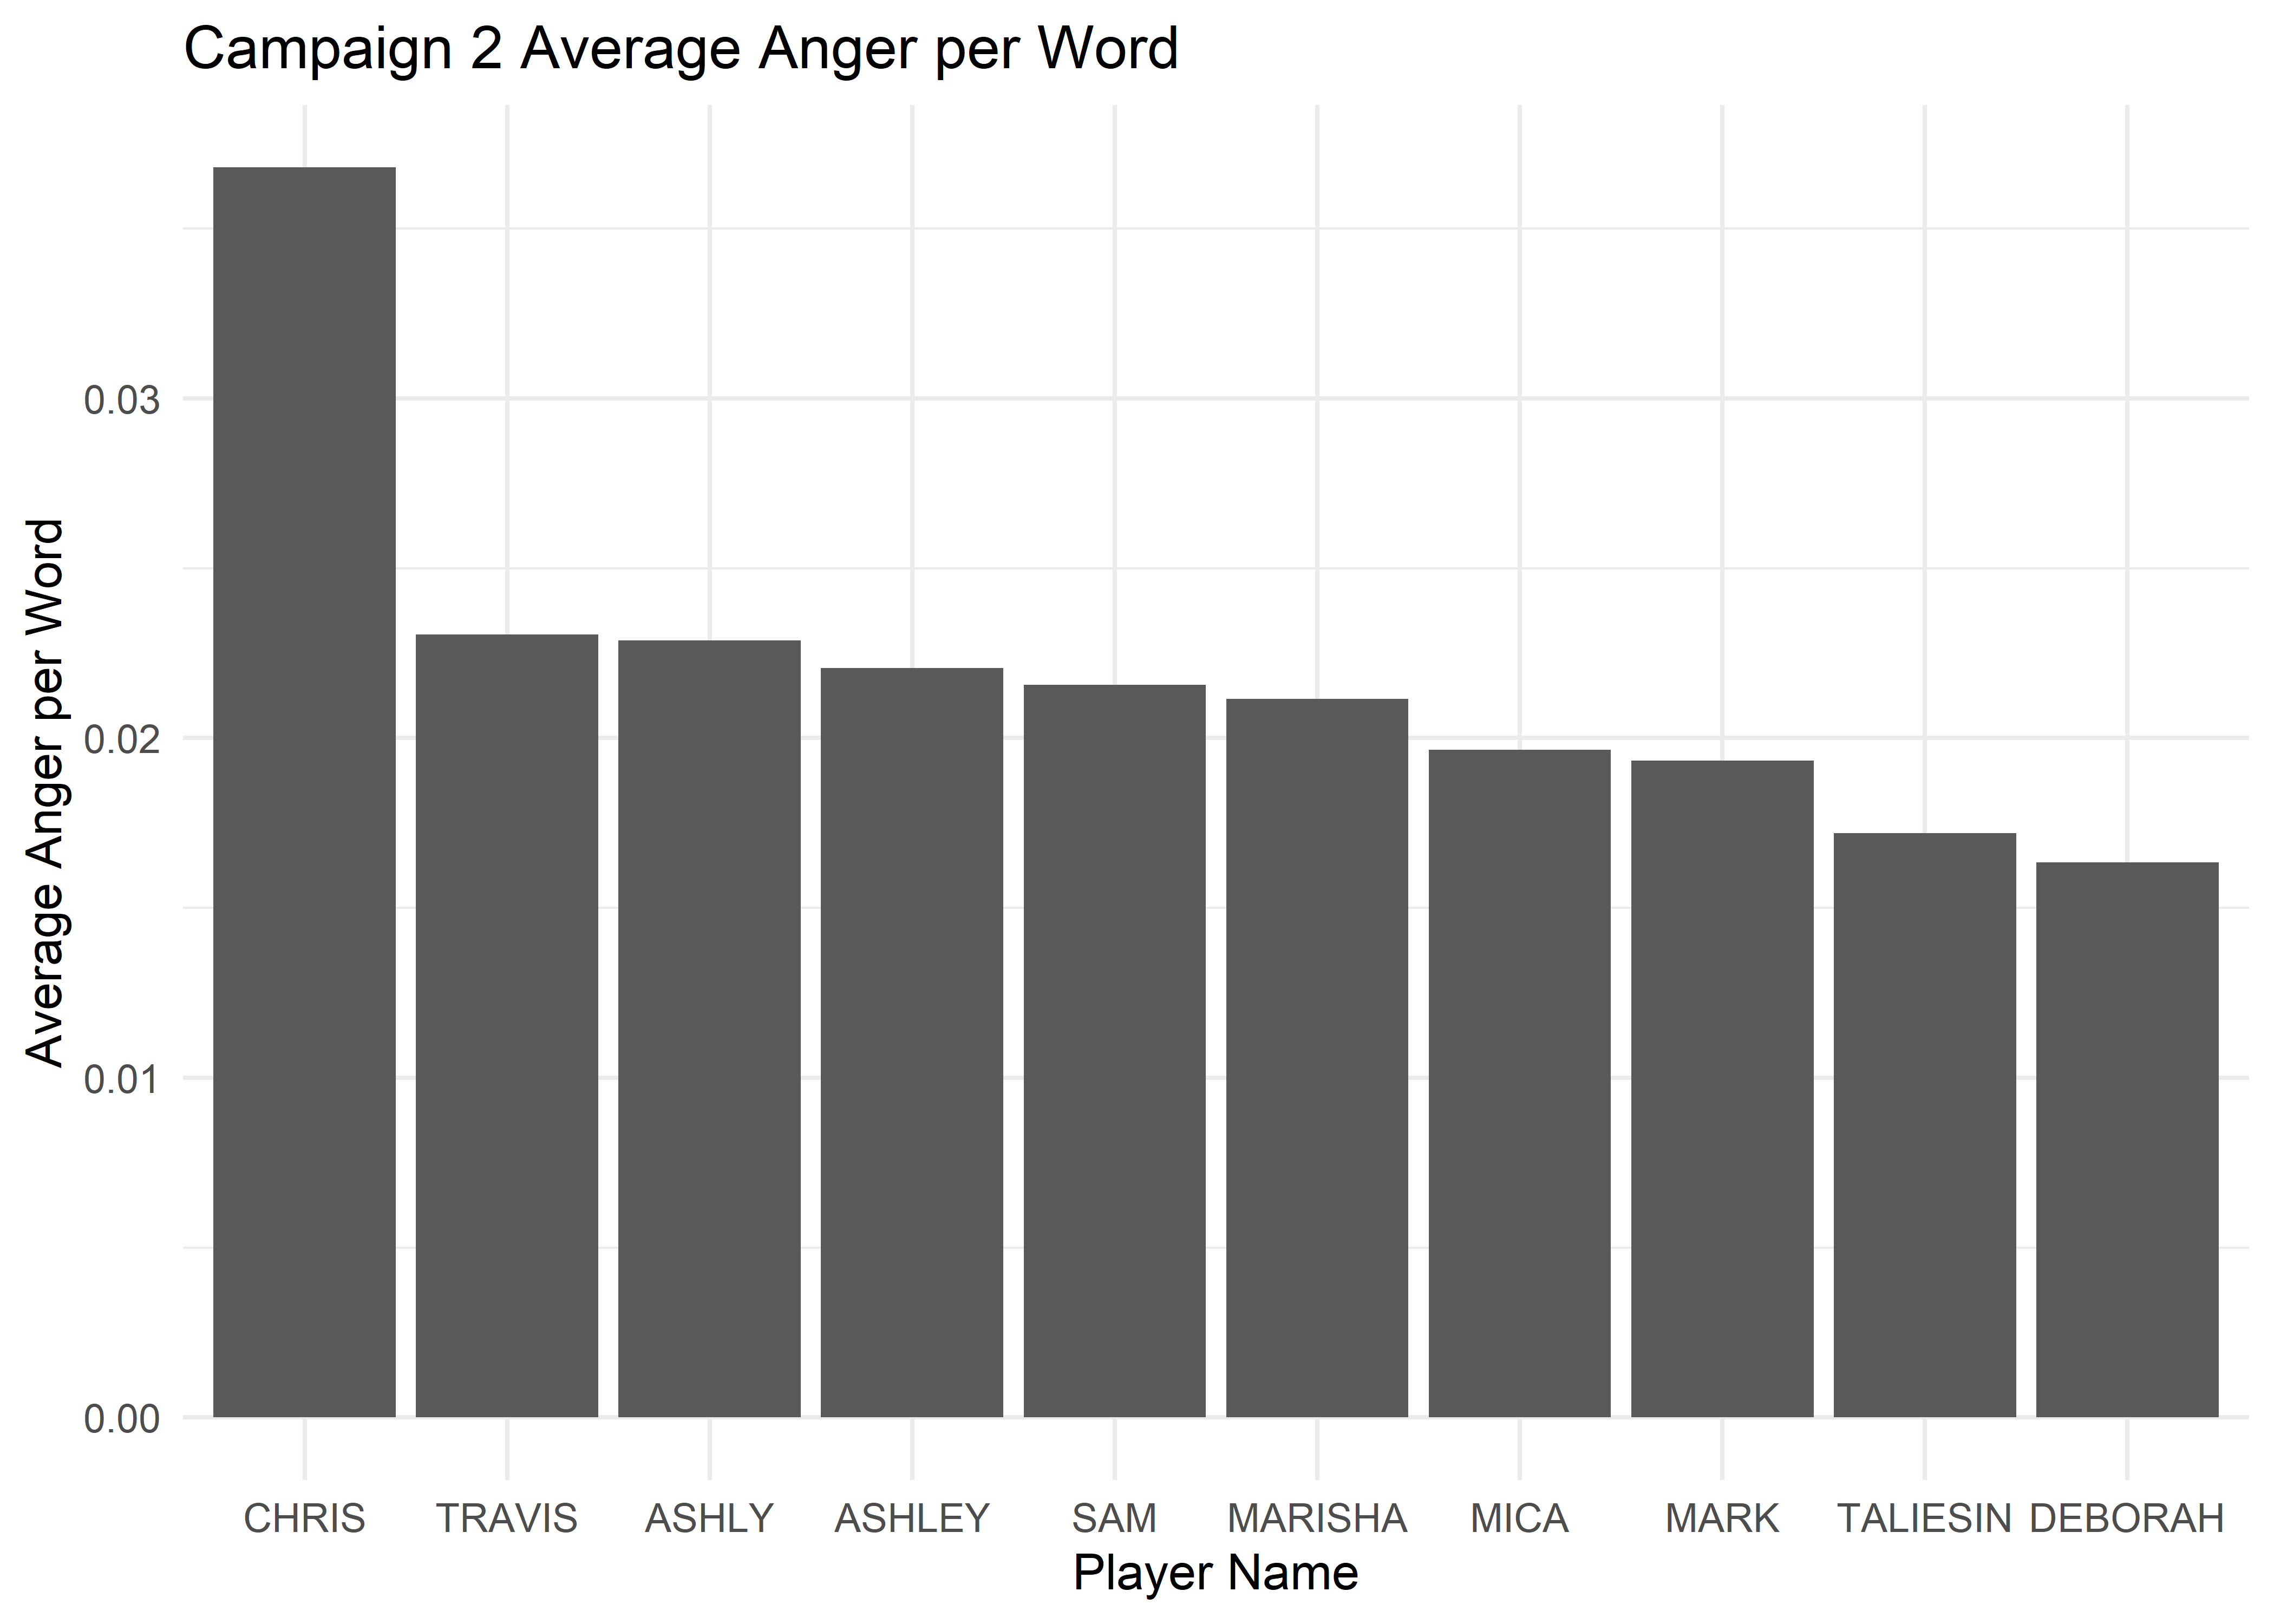 Campaign 2 Average Anger per Word
Average Anger per Word
0.03
0.02
0.01
0.00
CHRIS TRAVIS ASHLY ASHLEY SAM MARISHA MICA MARK TALIESIN DEBORAH
Player Name